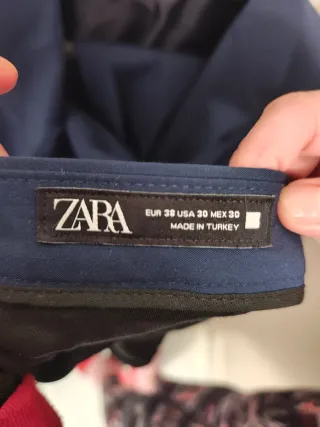 ZARA
EUR 38 USA 30 MEX 30
MADE IN TURKEY